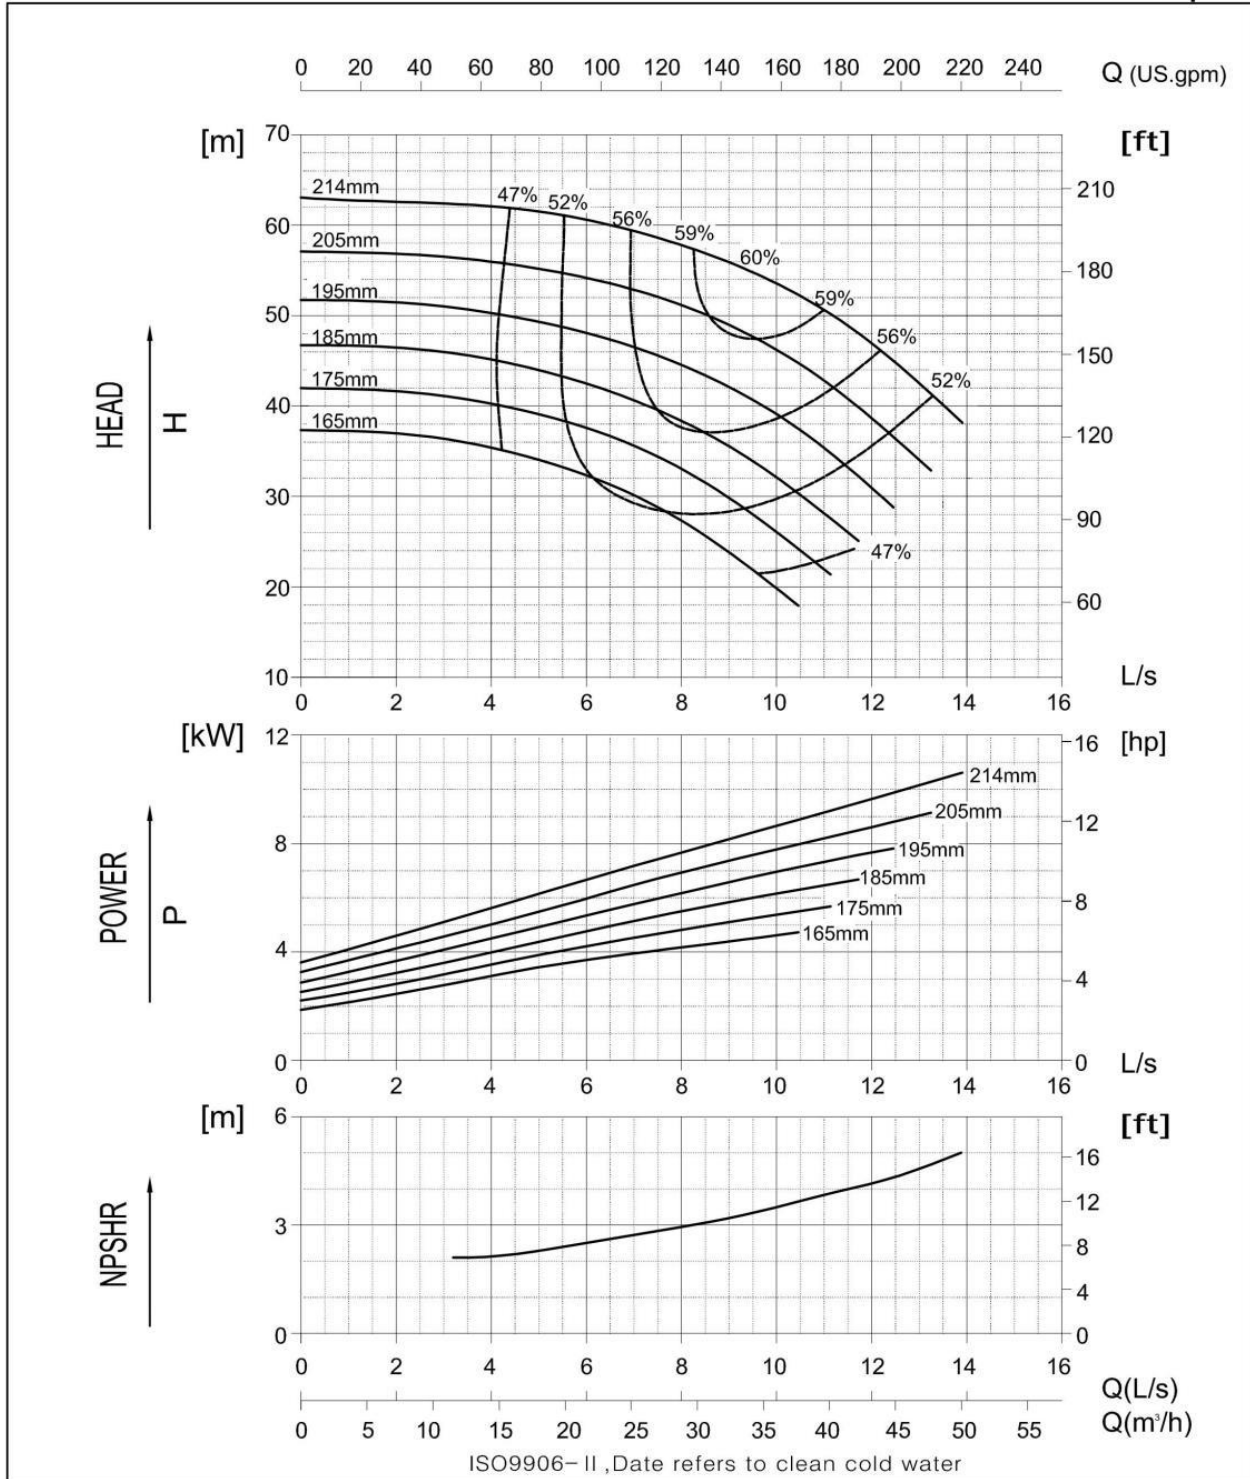 0 20 40 60 80 100 120 140 160 180 200 220 240 Q (US.gpm)
[m] 70 [ft]
214mm 47% 52% 56% 59% 60% 59% 56% 52% 210
60
205mm 180
195mm
50
185mm 150
175mm
40
165mm 120
30
90
47%
20 60
10
HEAD H
0 2 4 6 8 10 12 14 16 L/s
[kW] 12 16 [hp]
214mm
205mm 12
8
195mm
185mm 8
175mm
165mm
4 4
POWER P
0 0 L/s
0 2 4 6 8 10 12 14 16
[m] 6 [ft]
16
12
3
8
4
0 0
NPSHR
0 2 4 6 8 10 12 14 16
Q(L/s)
0 5 10 15 20 25 30 35 40 45 50 55 Q(m³/h)
ISO9906-II ,Date refers to clean cold water